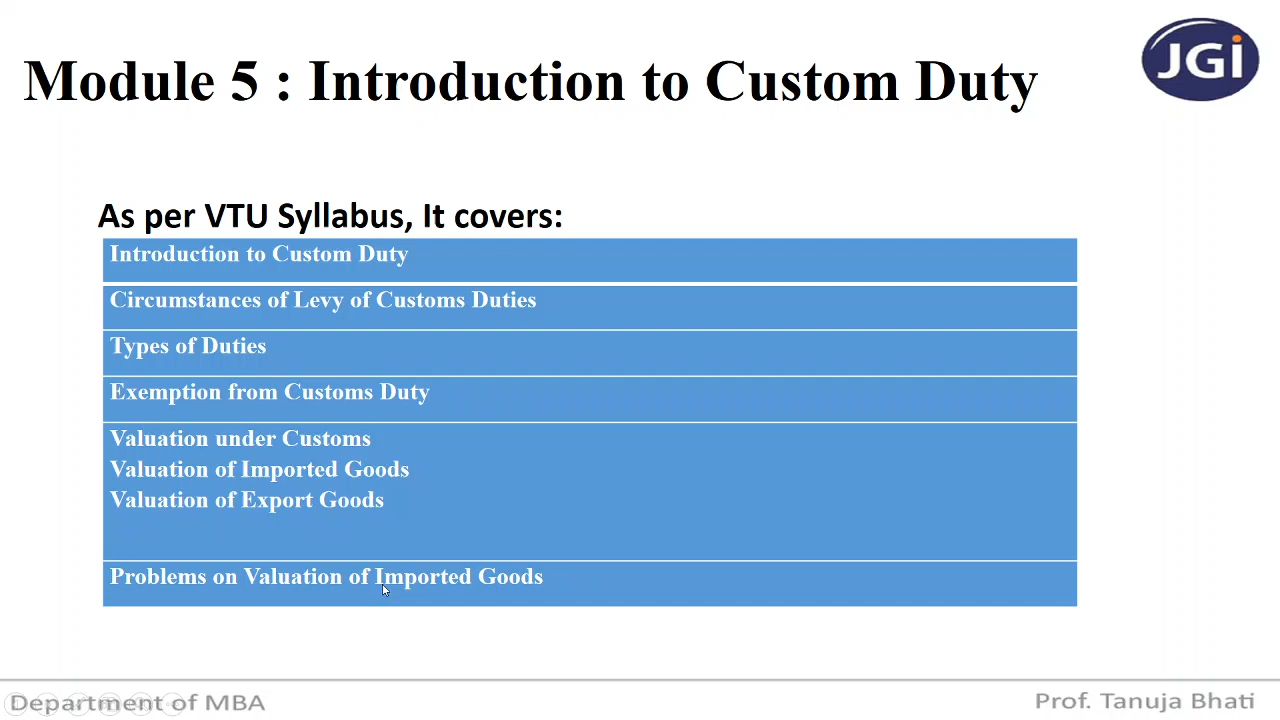 JGi
Module 5 : Introduction to Custom Duty
As per VTU Syllabus, It covers:
Introduction to Custom Duty
Circumstances of Levy of Customs Duties
Types of Duties
Exemption from Customs Duty
Valuation under Customs
Valuation of Imported Goods
Valuation of Export Goods
Problems on Valuation of Imported Goods
Department of MBA
Prof. Tanuja Bhati